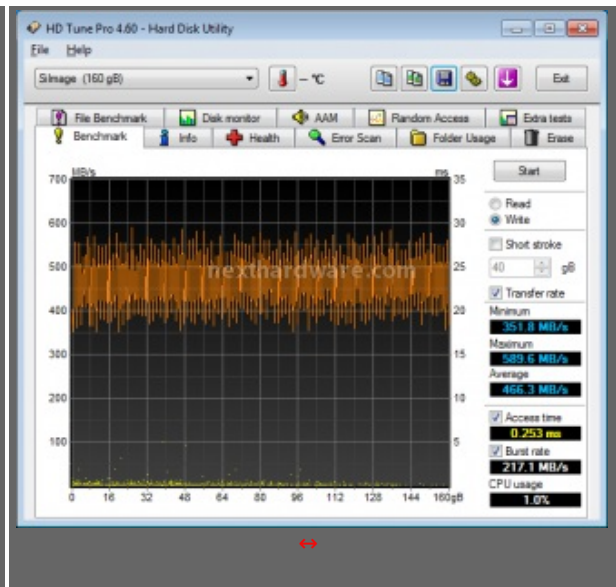 HD Tune Pro 4.60 - Hard Disk Utility
File Help
SiImage (160 gB)
– °C
Exit
File Benchmark Disk monitor AAM Random Access Extra tests
Benchmark Info Health Error Scan Folder Usage Erase
Start
Read
Write
Short stroke
40 gB
Transfer rate
Minimum
351.8 MB/s
Maximum
589.6 MB/s
Average
466.3 MB/s
Access time
0.253 ms
Burst rate
217.1 MB/s
CPU usage
1.0%
MB/s ms
700 35
600 30
500 25
nexthardware.com
400 20
300 15
200 10
100 5
0 16 32 48 64 80 96 112 128 144 160gB